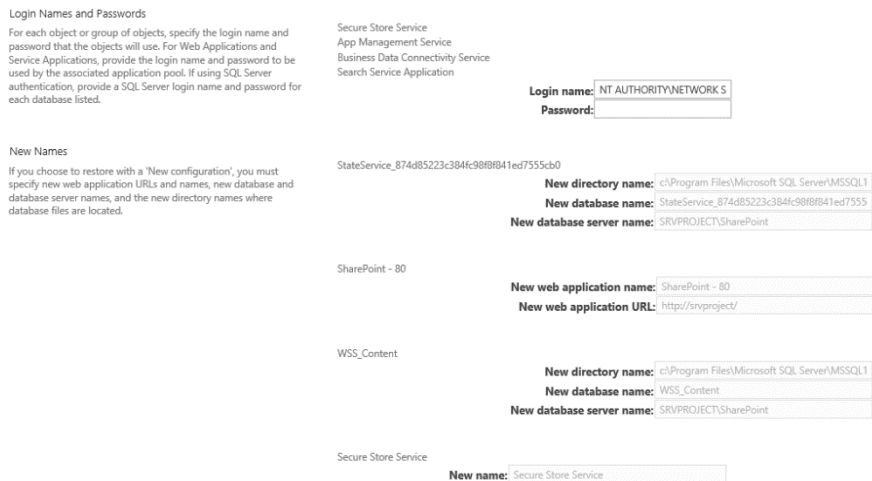 Login Names and Passwords
For each object or group of objects, specify the login name and
password that the objects will use. For Web Applications and
Service Applications, provide the login name and password to be
used by the associated application pool. If using SQL Server
authentication, provide a SQL Server login name and password for
each database listed.
Secure Store Service
App Management Service
Business Data Connectivity Service
Search Service Application
Login name: NT AUTHORITY\NETWORK S
Password:
New Names
If you choose to restore with a 'New configuration', you must
specify new web application URLs and names, new database and
database server names, and the new directory names where
database files are located.
StateService_874d85223c384fc98f8f841ed7555cb0
New directory name: c:\Program Files\Microsoft SQL Server\MSSQL1
New database name: StateService_874d85223c384fc98f8f841ed7555
New database server name: SRVPROJECT\SharePoint
SharePoint - 80
New web application name: SharePoint - 80
New web application URL: http://srvproject/
WSS_Content
New directory name: c:\Program Files\Microsoft SQL Server\MSSQL1
New database name: WSS_Content
New database server name: SRVPROJECT\SharePoint
Secure Store Service
New name: Secure Store Service